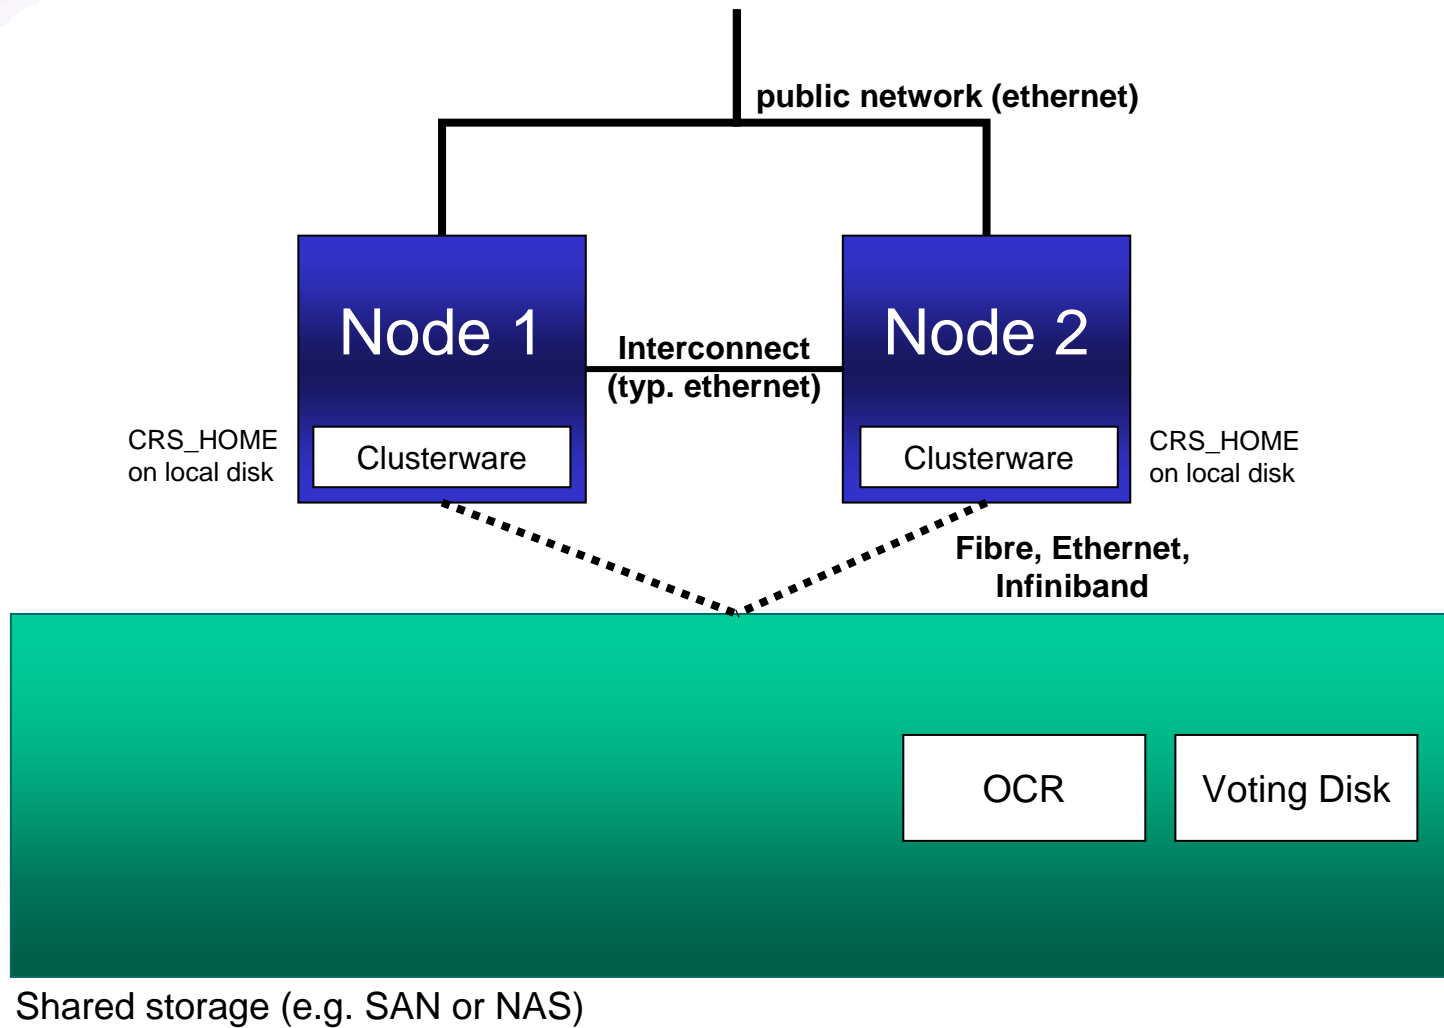 public network (ethernet)
Node 1
Node 2
Interconnect
(typ. ethernet)
CRS_HOME
on local disk
Clusterware
Clusterware
CRS_HOME
on local disk
Fibre, Ethernet,
Infiniband
OCR
Voting Disk
Shared storage (e.g. SAN or NAS)